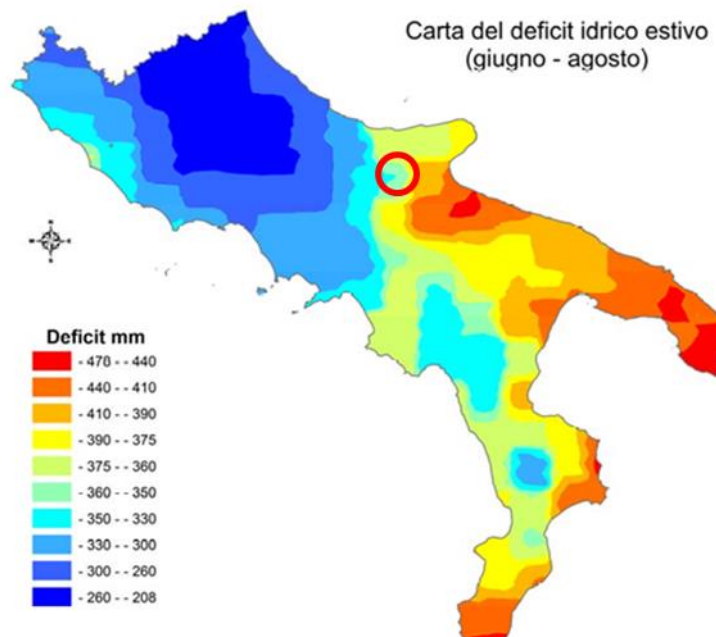 Carta del deficit idrico estivo
(giugno - agosto)
Deficit mm
- 470 - - 440
- 440 - - 410
- 410 - - 390
- 390 - - 375
- 375 - - 360
- 360 - - 350
- 350 - - 330
- 330 - - 300
- 300 - - 260
- 260 - - 208